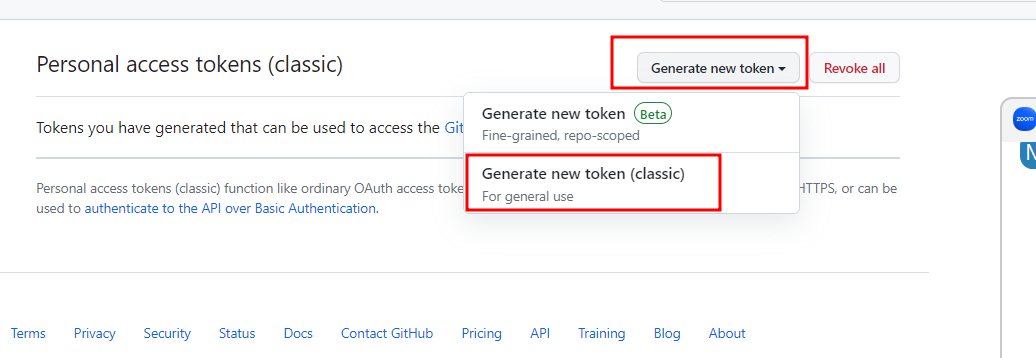 Personal access tokens (classic)
Generate new token
Revoke all
Generate new token Beta
Fine-grained, repo-scoped
Generate new token (classic)
For general use
Tokens you have generated that can be used to access the
Personal access tokens (classic) function like ordinary OAuth access HTTPS, or can be
used to authenticate to the API over Basic Authentication.
zoom
N
Terms Privacy Security Status Docs Contact GitHub Pricing API Training Blog About